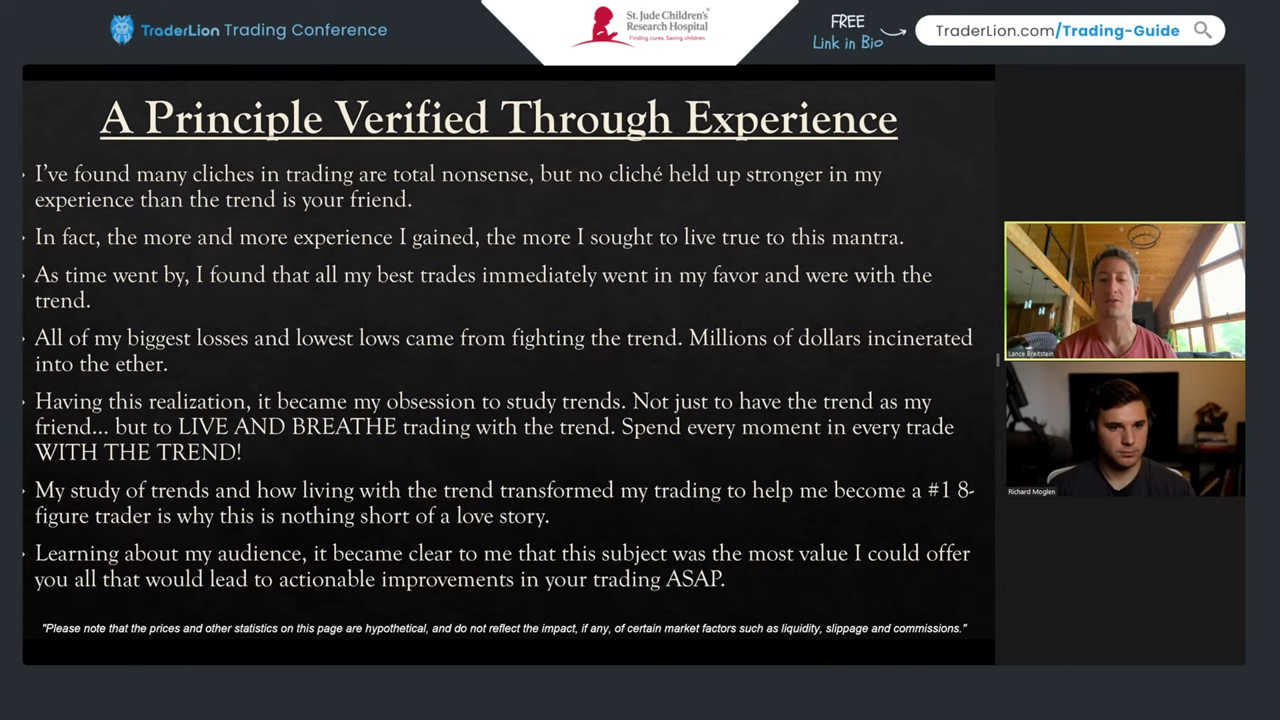 TraderLion Trading Conference
St. Jude Children's
Research Hospital
Finding cures. Saving children.
FREE
Link in Bio
TraderLion.com/Trading-Guide
A Principle Verified Through Experience
I've found many cliches in trading are total nonsense, but no cliché held up stronger in my
experience than the trend is your friend.
In fact, the more and more experience I gained, the more I sought to live true to this mantra.
As time went by, I found that all my best trades immediately went in my favor and were with the
trend.
All of my biggest losses and lowest lows came from fighting the trend. Millions of dollars incinerated
into the ether.
Having this realization, it became my obsession to study trends. Not just to have the trend as my
friend... but to LIVE AND BREATHE trading with the trend. Spend every moment in every trade
WITH THE TREND!
My study of trends and how living with the trend transformed my trading to help me become a #1 8-
figure trader is why this is nothing short of a love story.
Learning about my audience, it became clear to me that this subject was the most value I could offer
you all that would lead to actionable improvements in your trading ASAP.
"Please note that the prices and other statistics on this page are hypothetical, and do not reflect the impact, if any, of certain market factors such as liquidity, slippage and commissions."
Lance Breitstein
Richard Moglen